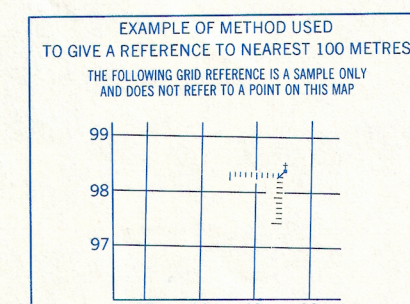 EXAMPLE OF METHOD USED
TO GIVE A REFERENCE TO NEAREST 100 METRES
THE FOLLOWING GRID REFERENCE IS A SAMPLE ONLY
AND DOES NOT REFER TO A POINT ON THIS MAP
99
98
97